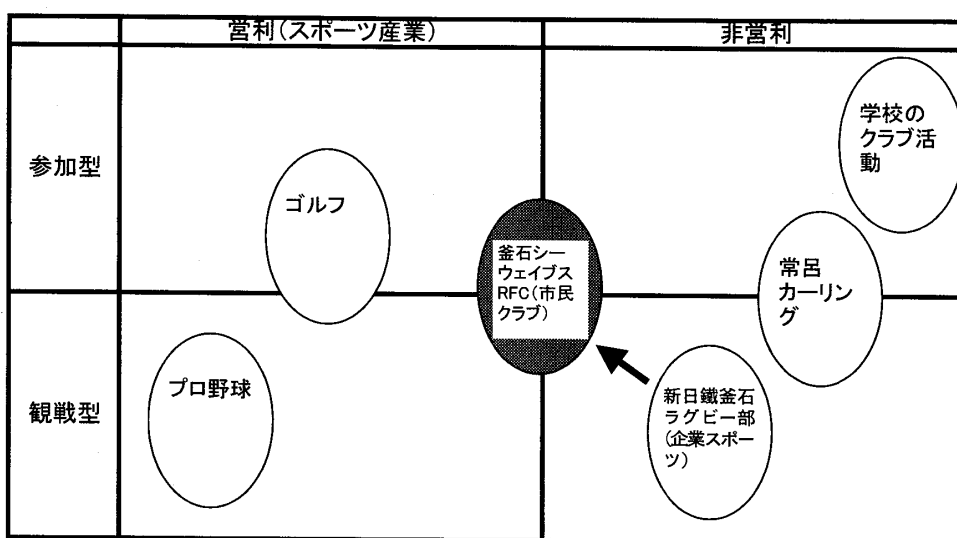 営利(スポーツ産業)
非営利
参加型
ゴルフ
学校の
クラブ活
動
釜石シー
ウェイブス
RFC(市民
クラブ)
常呂
カーリン
グ
観戦型
プロ野球
新日鐵釜石
ラグビー部
(企業スポー
ツ)